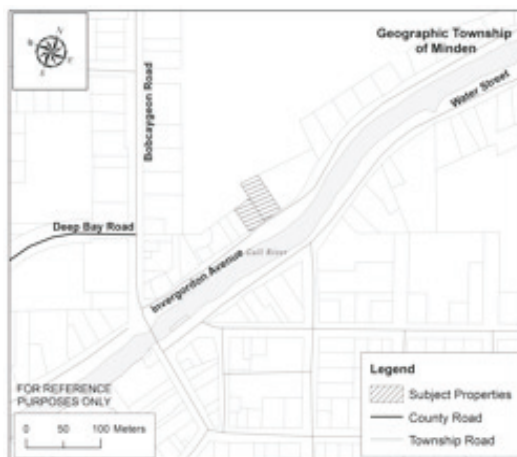 N
E
S
Geographic Township
of Minden
Bobcaygeon Road
Water Street
Deep Bay Road
Invergordon Avenue
Gull River
FOR REFERENCE
PURPOSES ONLY
0 50 100 Meters
Legend
Subject Properties
County Road
Township Road